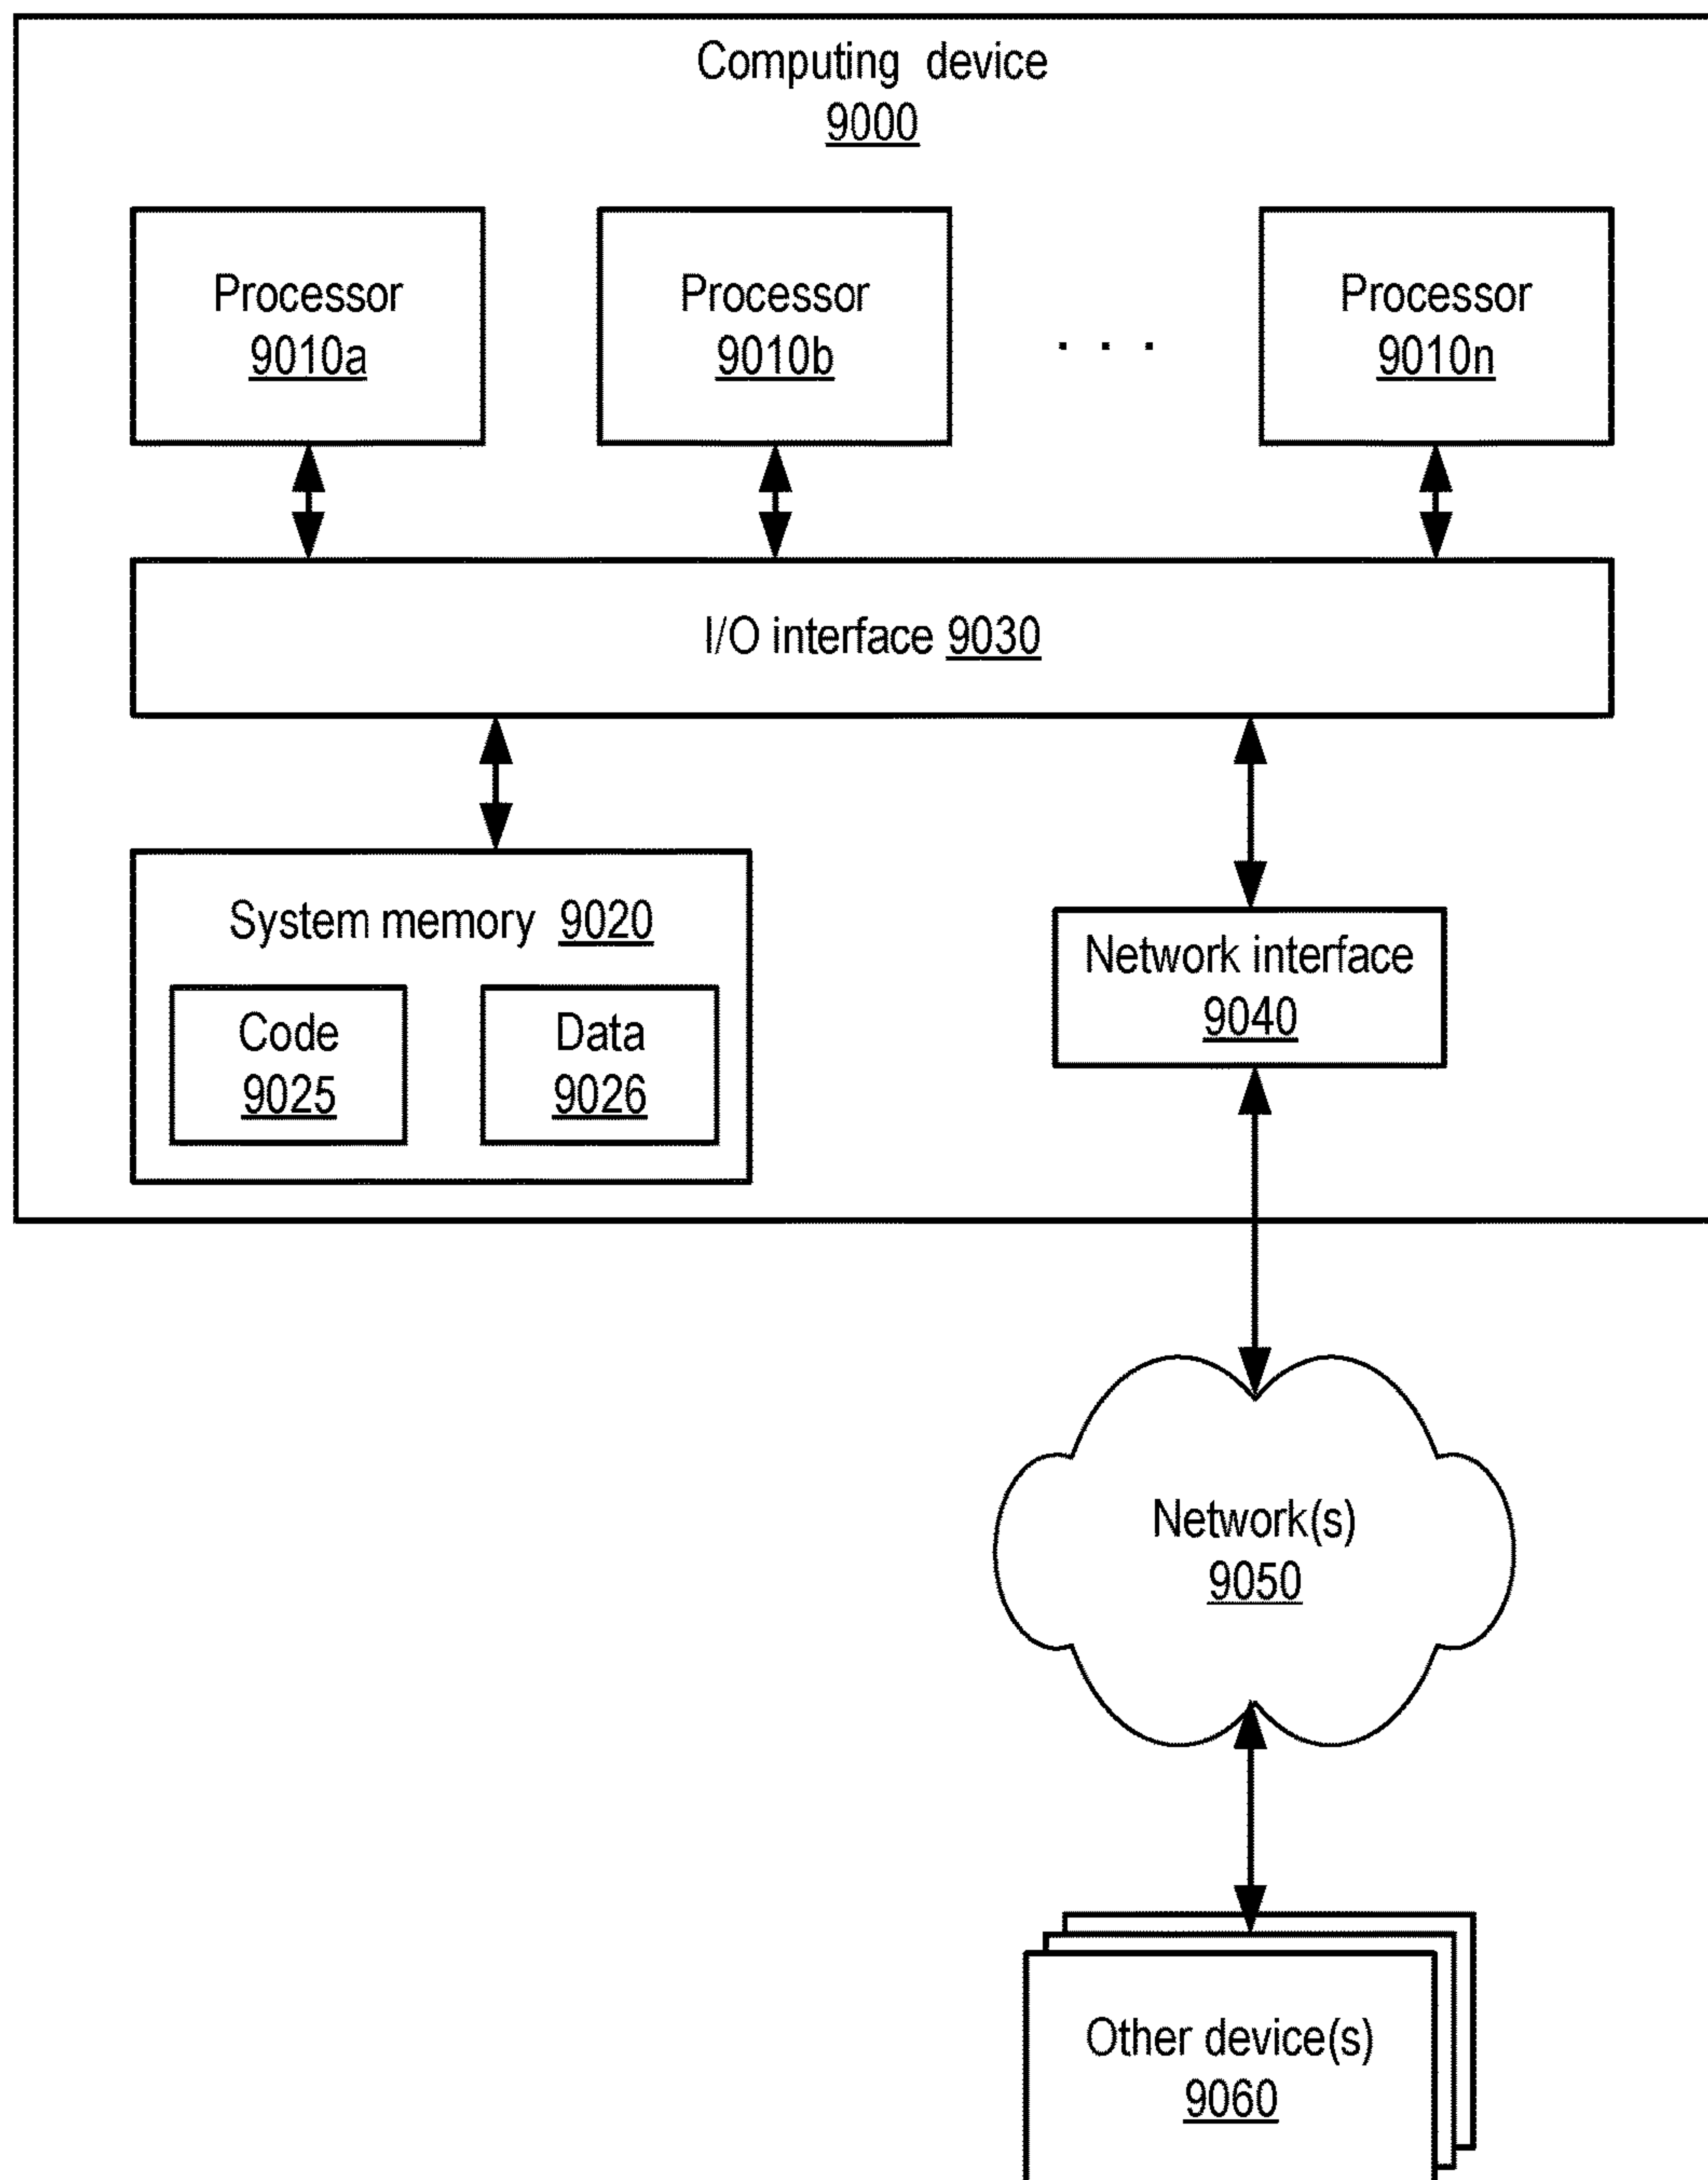 Computing device
9000
Processor
9010a
Processor
9010b
. . .
Processor
9010n
I/O interface 9030
System memory 9020
Code
9025
Data
9026
Network interface
9040
Network(s)
9050
Other device(s)
9060